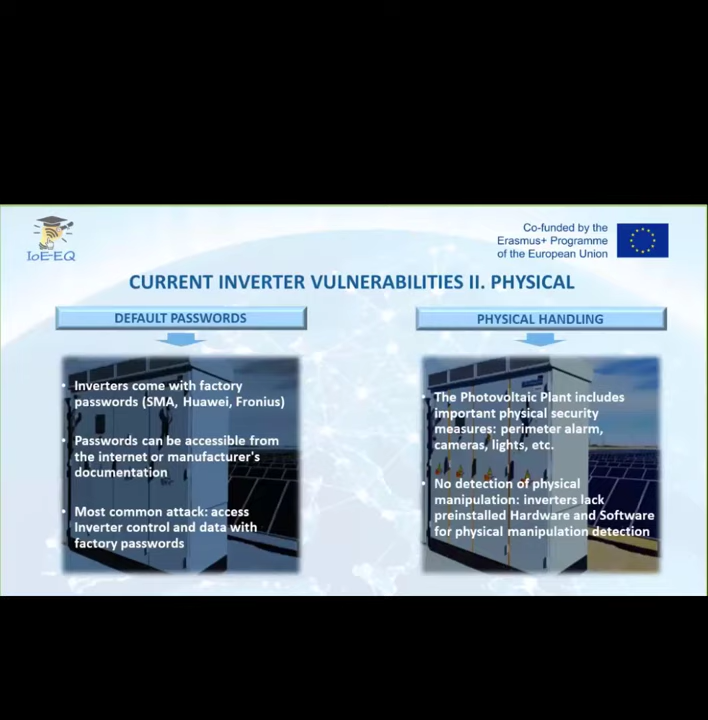 IoE-EQ
Co-funded by the
Erasmus+ Programme
of the European Union
CURRENT INVERTER VULNERABILITIES II. PHYSICAL
DEFAULT PASSWORDS
• Inverters come with factory
passwords (SMA, Huawei, Fronius)
• Passwords can be accessible from
the internet or manufacturer's
documentation
• Most common attack: access
Inverter control and data with
factory passwords
PHYSICAL HANDLING
• The Photovoltaic Plant includes
important physical security
measures: perimeter alarm,
cameras, lights, etc.
• No detection of physical
manipulation: inverters lack
preinstalled Hardware and Software
for physical manipulation detection